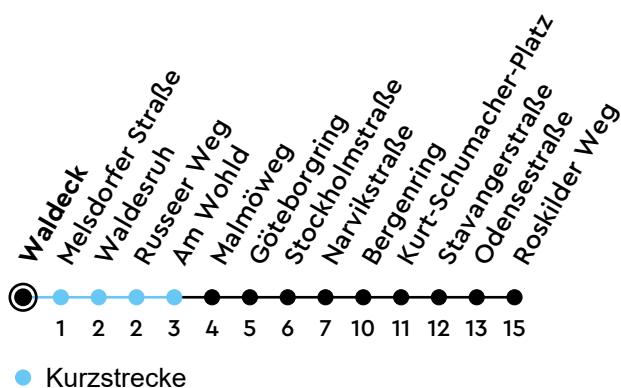 Waldeck
Melsdorfer Straße
Waldesruh
Russeer Weg
Am Wohld
Malmöweg
Göteborgring
Stockholmstraße
Narvikstraße
Bergenring
Kurt-Schumacher-Platz
Stavangerstraße
Odensestraße
Roskilder Weg
1 2 2 3 4 5 6 7 10 11 12 13 15
Kurzstrecke